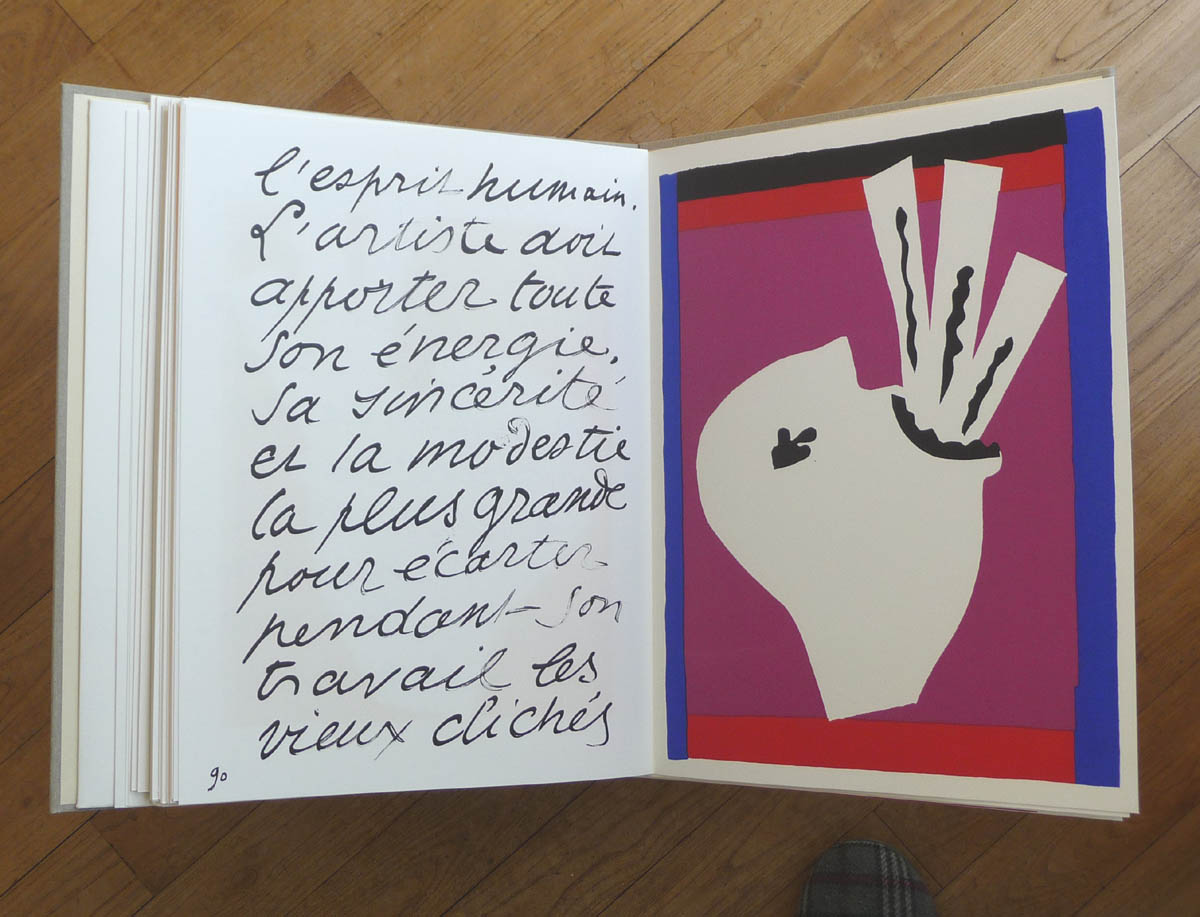 l'esprit humain.
L'artiste doit
apporter toute
son énergie,
sa sincérité
et la modestie
la plus grande
pour écarter
pendant son
travail les
vieux clichés
90